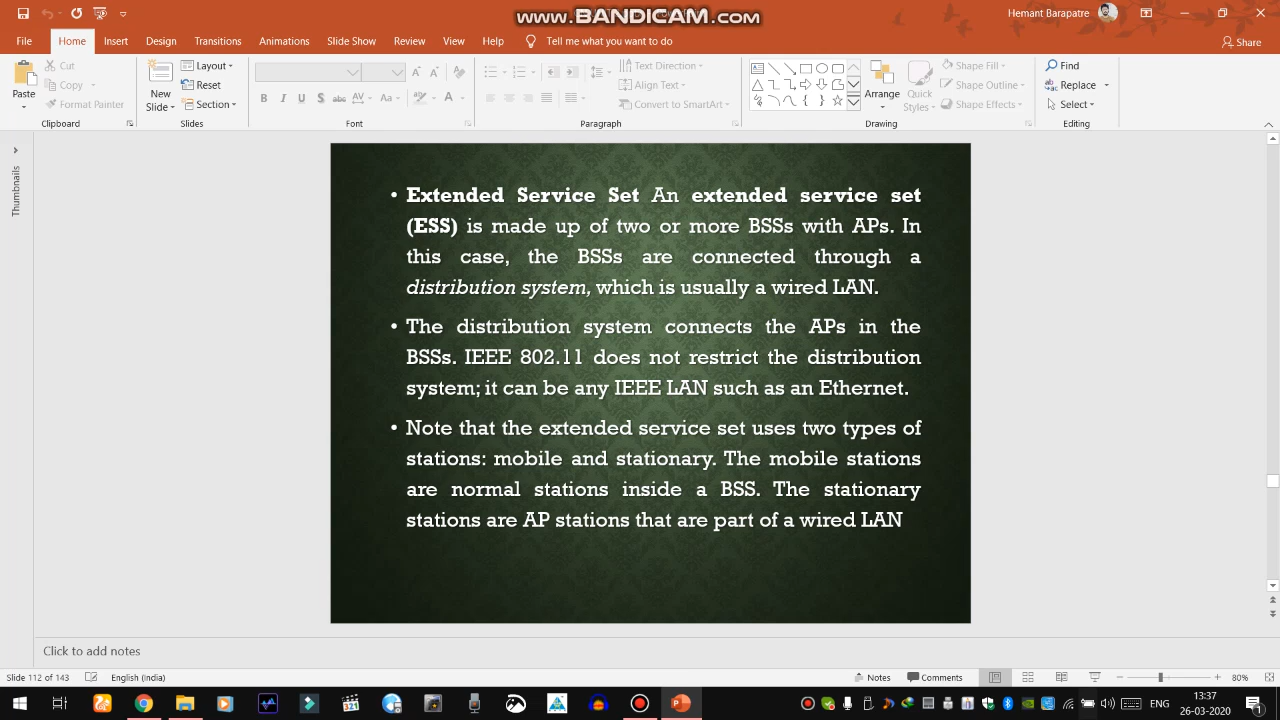 www.BANDICAM.com
Hemant Barapatre
File Home Insert Design Transitions Animations Slide Show Review View Help Tell me what you want to do Share
Paste
Cut
Copy
Format Painter
Clipboard
New Slide
Layout
Reset
Section
Slides
B I U S abc AV Aa A
Font
Text Direction
Align Text
Convert to SmartArt
Paragraph
Arrange
Quick Styles
Shape Fill
Shape Outline
Shape Effects
Drawing
Find
Replace
Select
Editing
Thumbnails
• Extended Service Set An extended service set
(ESS) is made up of two or more BSSs with APs. In
this case, the BSSs are connected through a
distribution system, which is usually a wired LAN.
• The distribution system connects the APs in the
BSSs. IEEE 802.11 does not restrict the distribution
system; it can be any IEEE LAN such as an Ethernet.
• Note that the extended service set uses two types of
stations: mobile and stationary. The mobile stations
are normal stations inside a BSS. The stationary
stations are AP stations that are part of a wired LAN
Click to add notes
Slide 112 of 143 English (India) Notes Comments 80%
ENG
13:37
26-03-2020